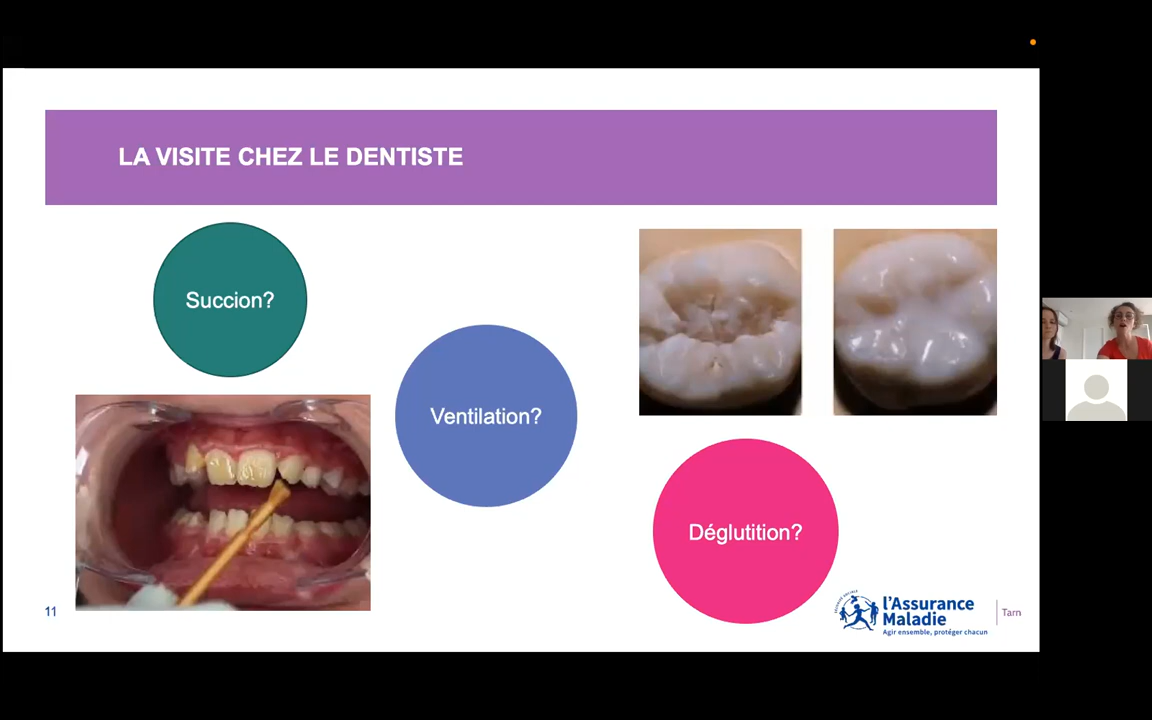 LA VISITE CHEZ LE DENTISTE
Succion?
Ventilation?
Déglutition?
11
l'Assurance
Maladie
Agir ensemble, protéger chacun
Tarn